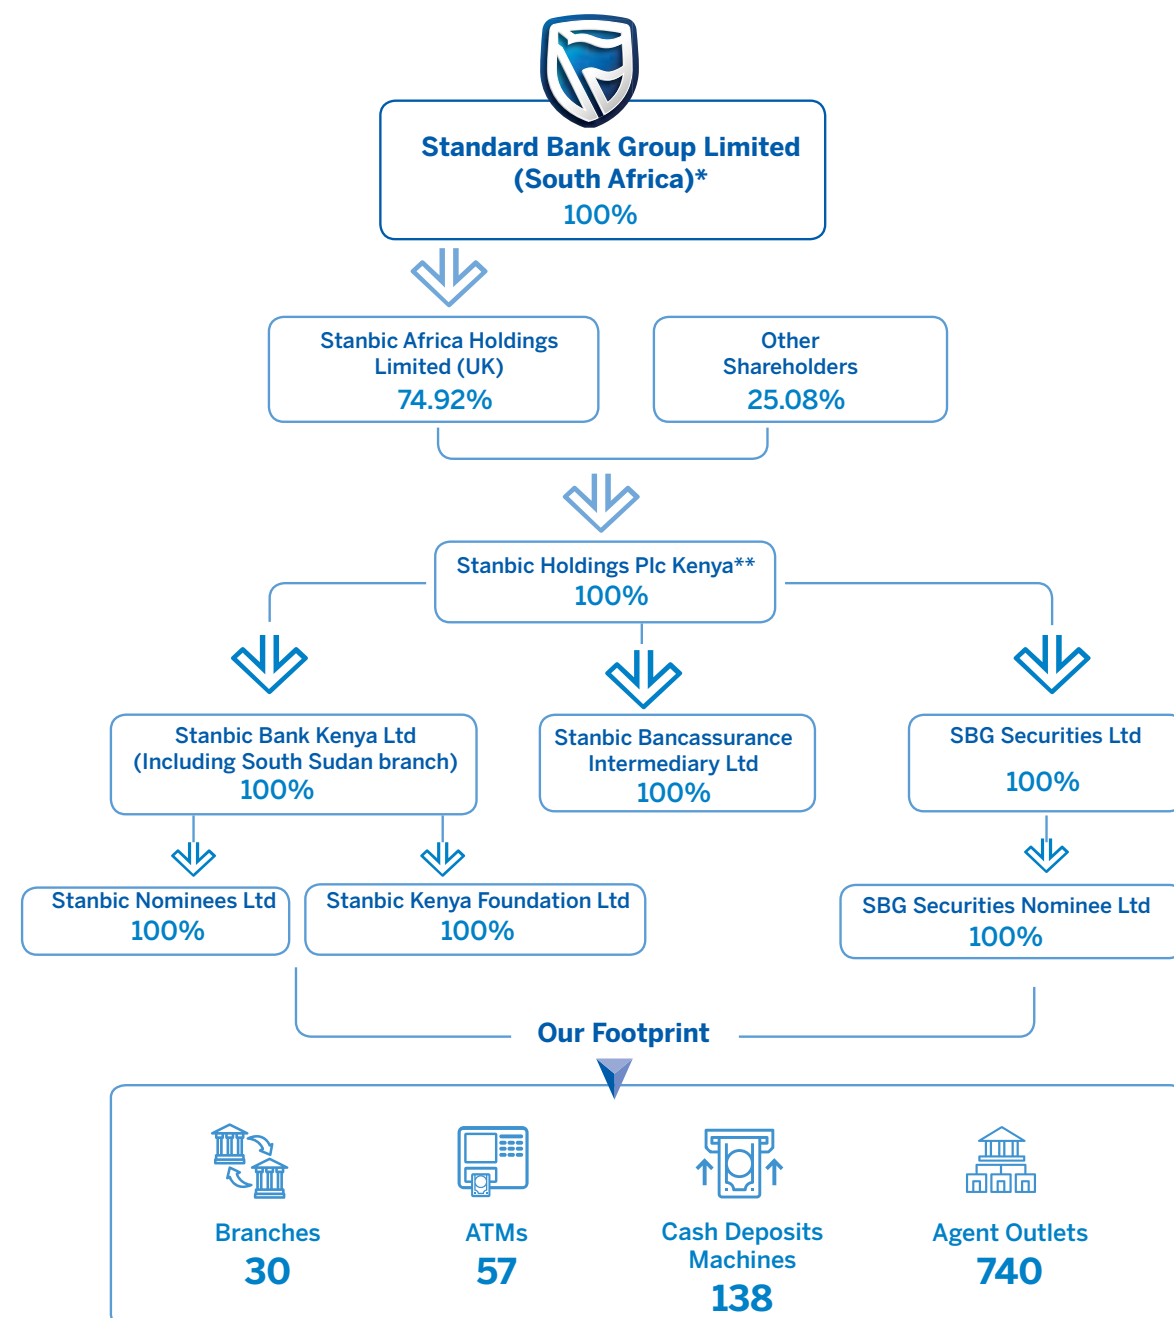 Standard Bank Group Limited
(South Africa)*
100%
Stanbic Africa Holdings
Limited (UK)
74.92%
Other
Shareholders
25.08%
Stanbic Holdings Plc Kenya**
100%
Stanbic Bank Kenya Ltd
(Including South Sudan branch)
100%
Stanbic Bancassurance
Intermediary Ltd
100%
SBG Securities Ltd
100%
Stanbic Nominees Ltd
100%
Stanbic Kenya Foundation Ltd
100%
SBG Securities Nominee Ltd
100%
Our Footprint
Branches
30
ATMs
57
Cash Deposits
Machines
138
Agent Outlets
740